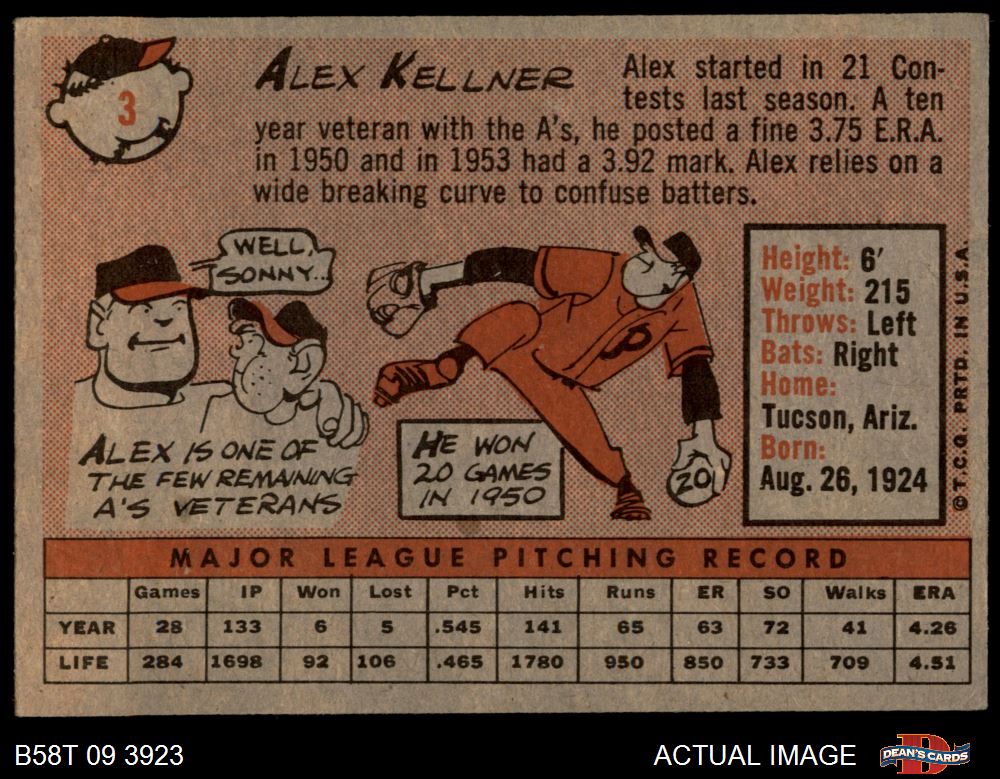 3
ALEX KELLNER
Alex started in 21 Con-
tests last season. A ten
year veteran with the A's, he posted a fine 3.75 E.R.A.
in 1950 and in 1953 had a 3.92 mark. Alex relies on a
wide breaking curve to confuse batters.
WELL,
SONNY...
ALEX IS ONE OF
THE FEW REMAINING
A'S VETERANS
P
HE WON
20 GAMES
IN 1950
20
Height: 6'
Weight: 215
Throws: Left
Bats: Right
Home:
Tucson, Ariz.
Born:
Aug. 26, 1924
©T.C.G. PRTD. IN U.S.A.
MAJOR LEAGUE PITCHING RECORD
Games IP Won Lost Pct Hits Runs ER SO Walks ERA
YEAR 28 133 6 5 .545 141 65 63 72 41 4.26
LIFE 284 1698 92 106 .465 1780 950 850 733 709 4.51
B58T 09 3923
ACTUAL IMAGE
D
DEAN'S CARDS